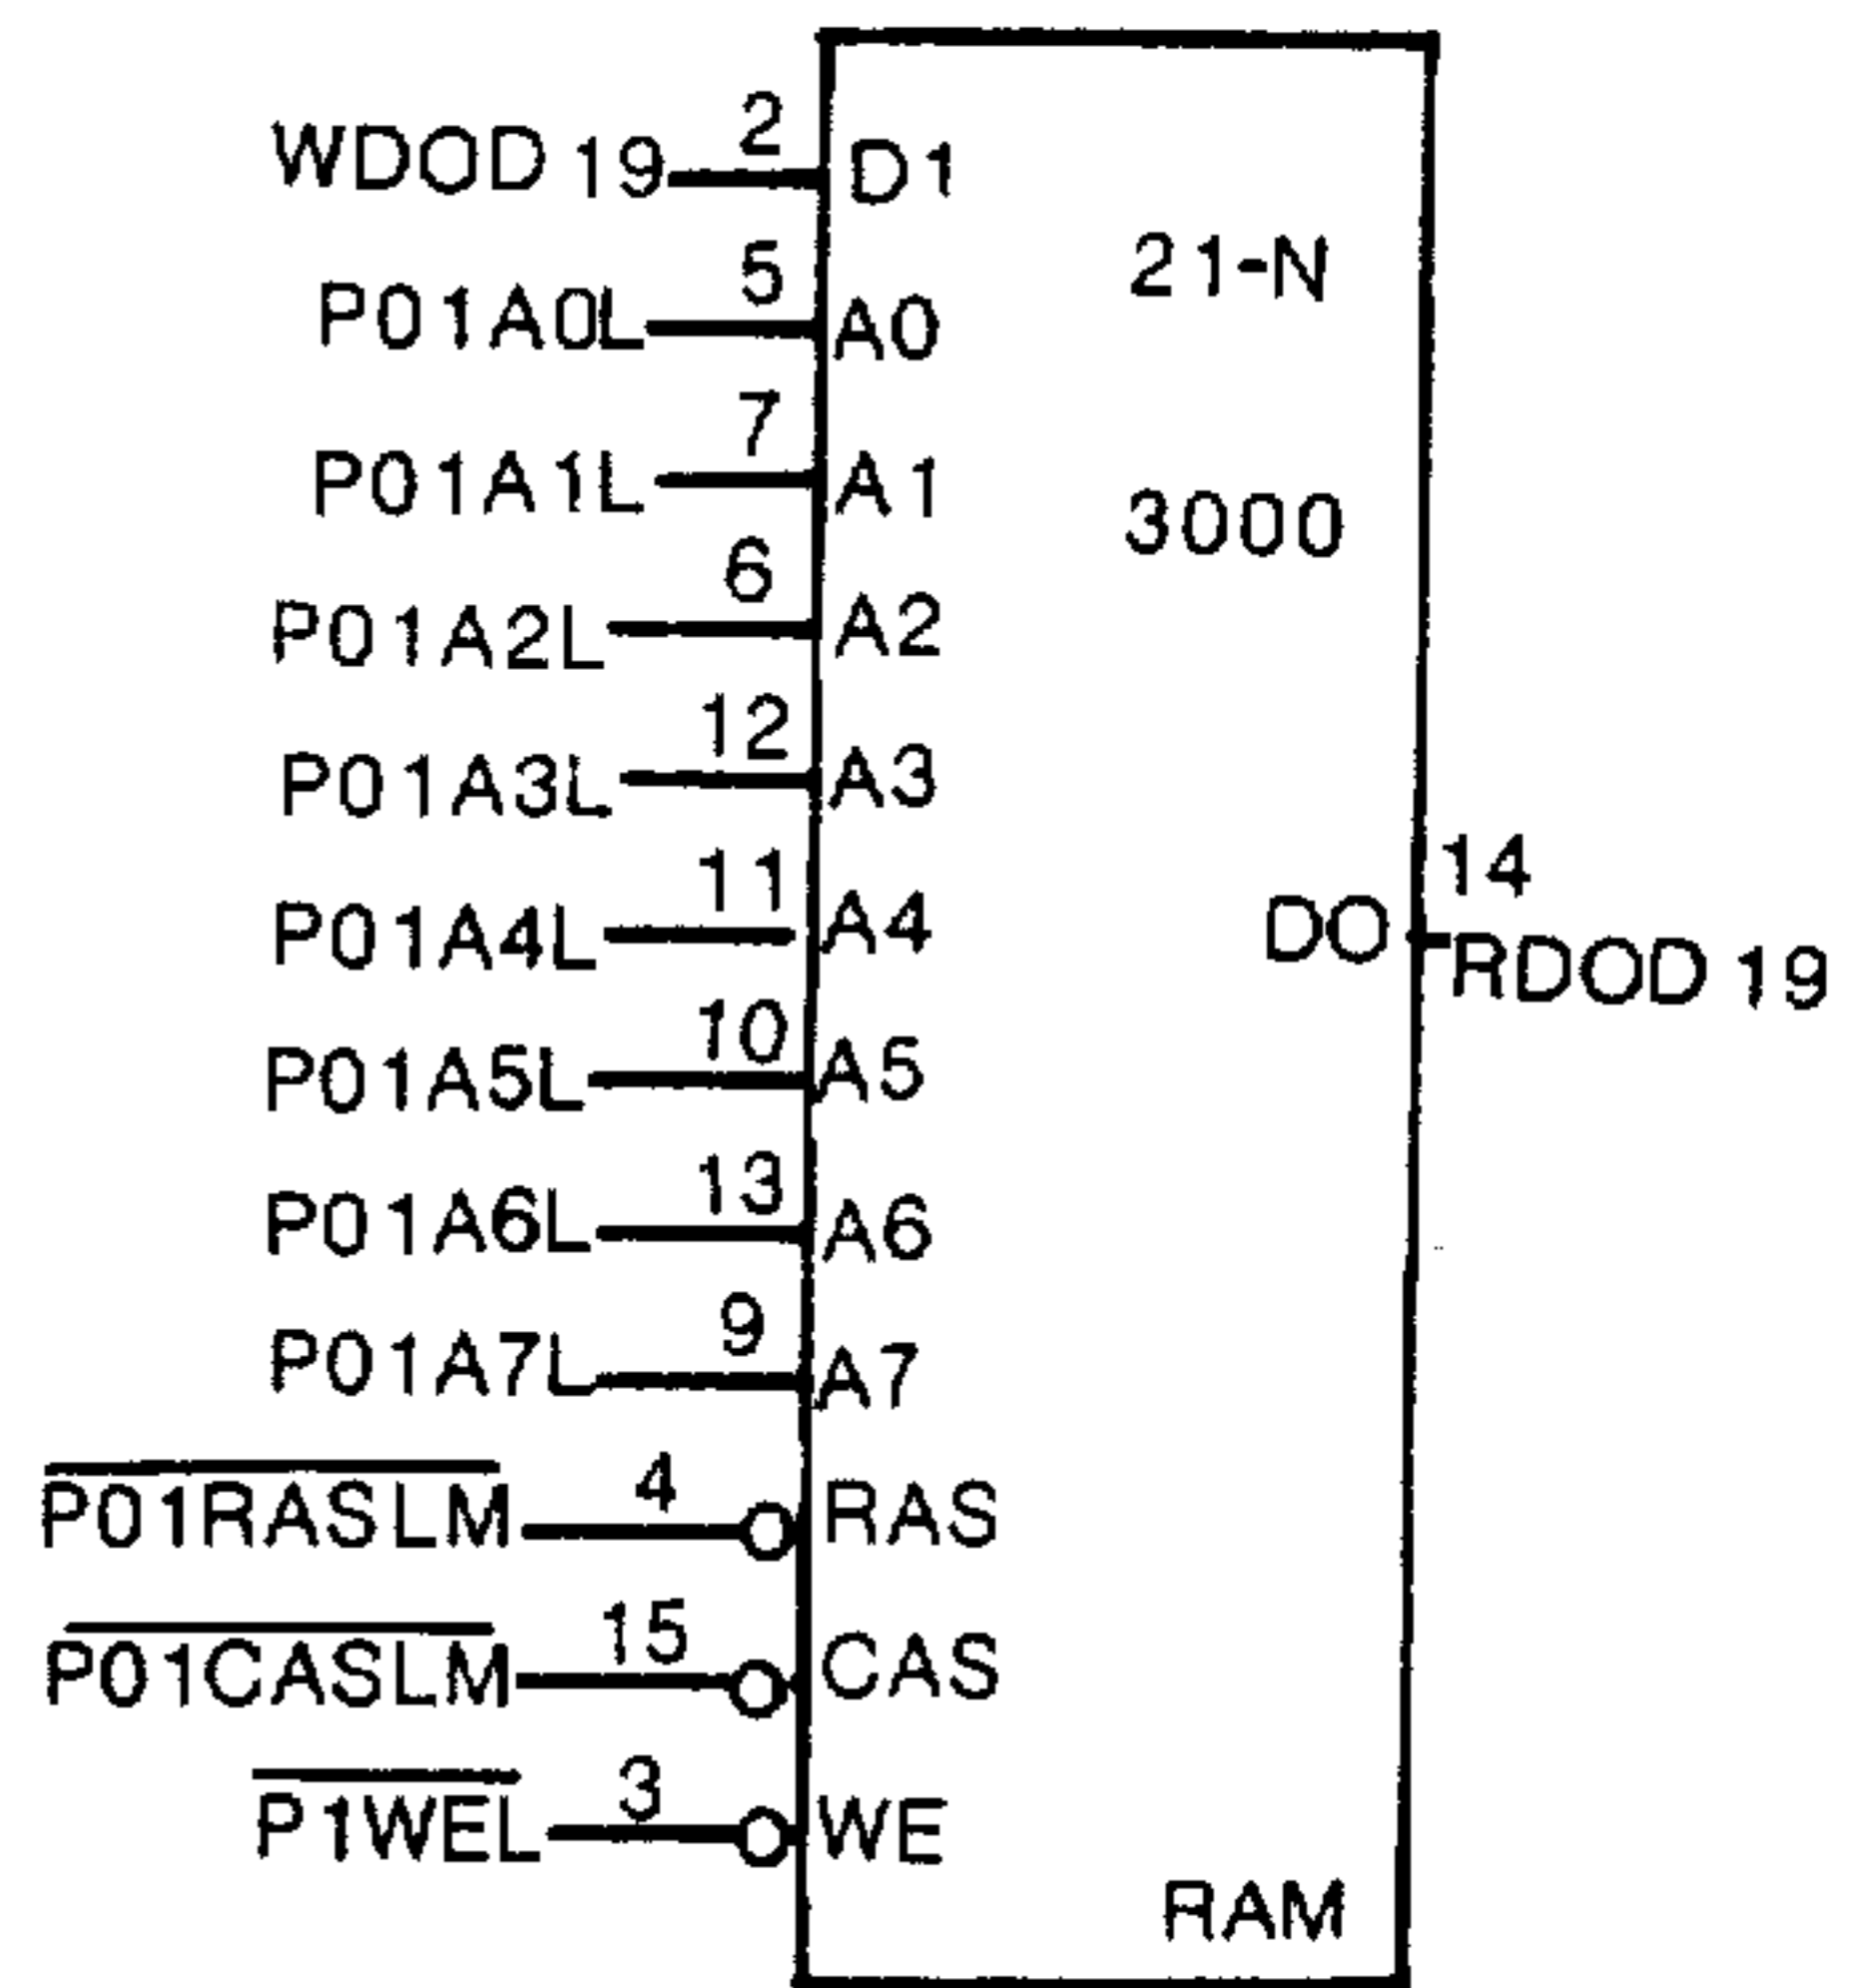 WDOD 19 2 D1
21-N
P01A0L 5 A0
P01A1L 7 A1
3000
P01A2L 6 A2
P01A3L 12 A3
P01A4L 11 A4
14
DO RDOD 19
P01A5L 10 A5
P01A6L 13 A6
P01A7L 9 A7
P01RASLM 4 RAS
P01CASLM 15 CAS
P1WEL 3 WE
RAM